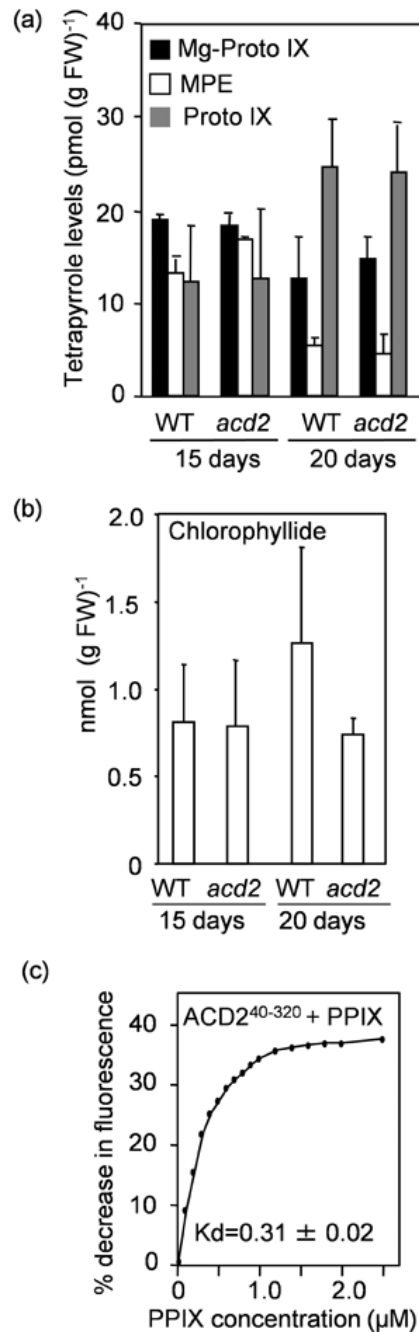 (a)
Mg-Proto IX
MPE
Proto IX
Tetrapyrrole levels (pmol (g FW)⁻¹)
40
30
20
10
0
WT acd2 WT acd2
15 days 20 days
(b)
Chlorophyllide
nmol (g FW)⁻¹
2.0
1.5
1.0
0.5
0
WT acd2 WT acd2
15 days 20 days
(c)
ACD2⁴⁰⁻³²⁰ + PPIX
% decrease in fluorescence
40
30
20
10
0
Kd=0.31 ± 0.02
0 1.0 2.0
PPIX concentration (µM)